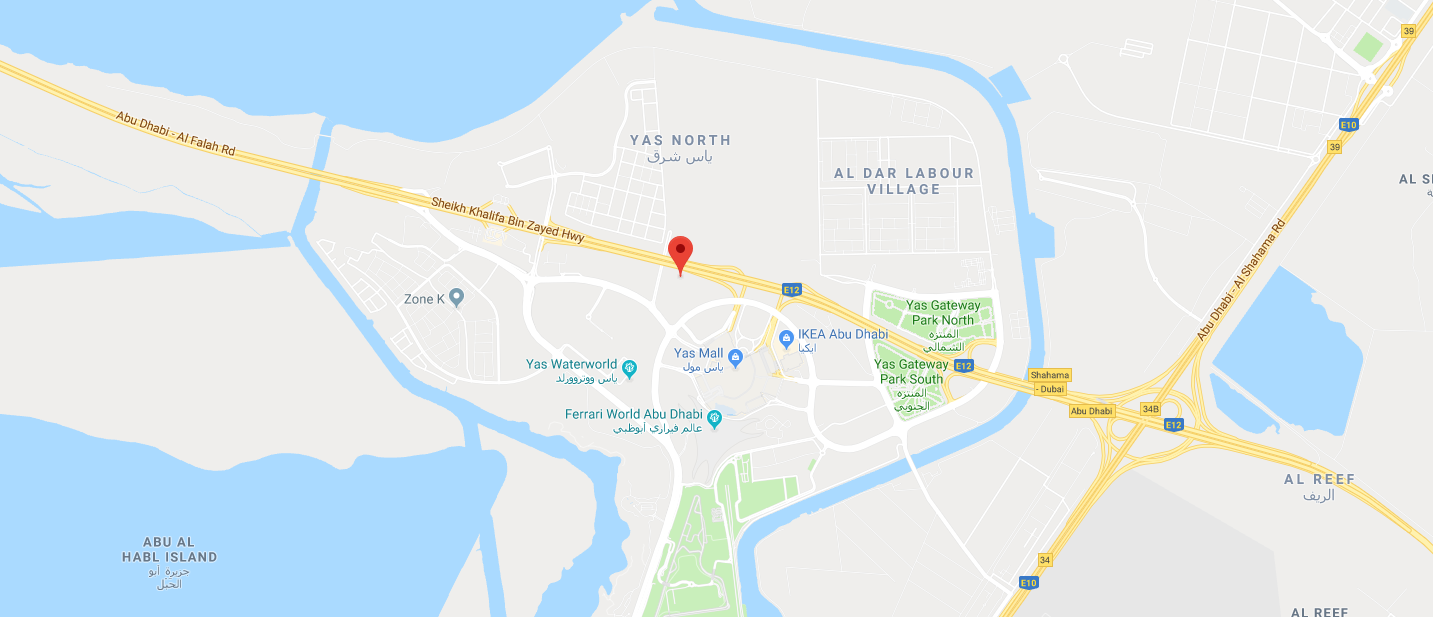 39
Abu Dhabi - Al Falah Rd
E10
YAS NORTH
ياس شرق
39
AL DAR LABOUR
VILLAGE
Sheikh Khalifa Bin Zayed Hwy
Abu Dhabi - Al Shahama Rd
E12
Zone K
Yas Gateway
Park North
المنتزه
الشمالي
IKEA Abu Dhabi
ايكيا
Yas Mall
ياس مول
Yas Waterworld
ياس ووتروورلد
Yas Gateway
Park South
المنتزه
الجنوبي
E12
Shahama
- Dubai
Abu Dhabi
34B
E12
Ferrari World Abu Dhabi
عالم فيراري أبوظبي
AL REEF
الريف
ABU AL
HABL ISLAND
جزيرة أبو
الحبل
34
E10
AL REEF